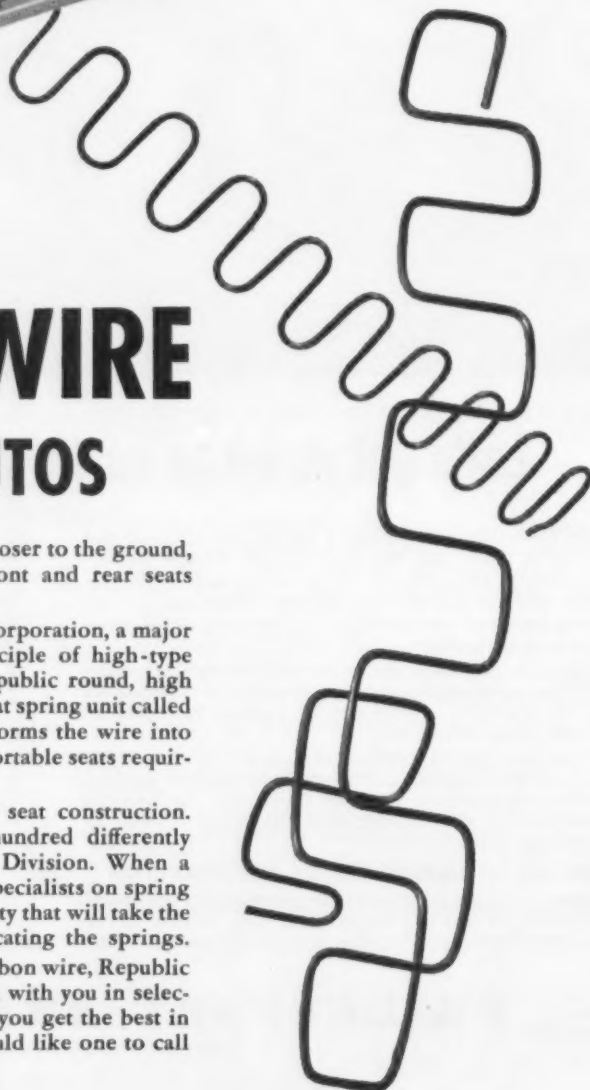 WIRE
TOS
oser to the ground,
ont and rear seats
orporation, a major
ciple of high-type
public round, high
at spring unit called
orms the wire into
ortable seats requir-
seat construction.
hundred differently
Division. When a
pecialists on spring
ty that will take the
cating the springs.
bon wire, Republic
with you in selec-
you get the best in
uld like one to call